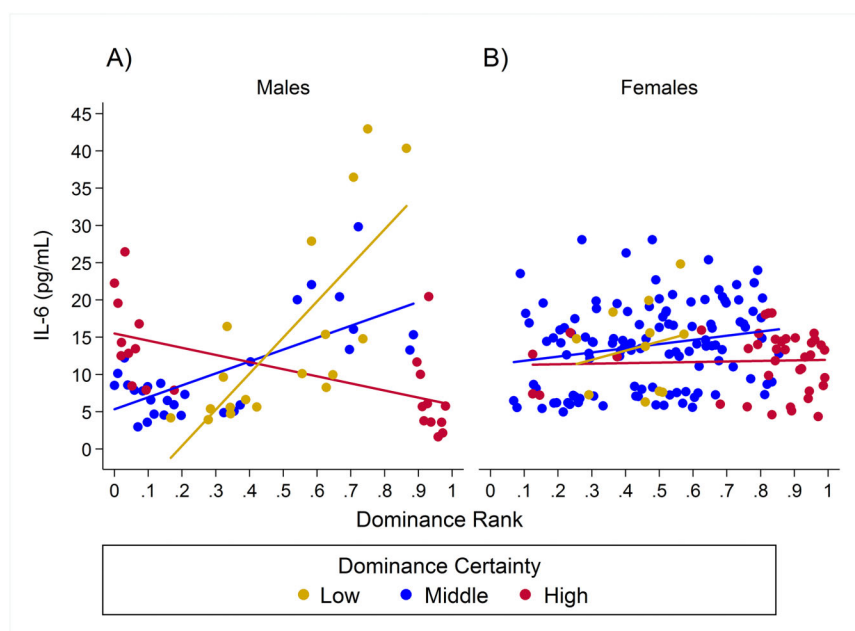 A)
B)
Males
Females
IL-6 (pg/mL)
45
40
35
30
25
20
15
10
5
0
0 .1 .2 .3 .4 .5 .6 .7 .8 .9 1
0 .1 .2 .3 .4 .5 .6 .7 .8 .9 1
Dominance Rank
Dominance Certainty
Low Middle High